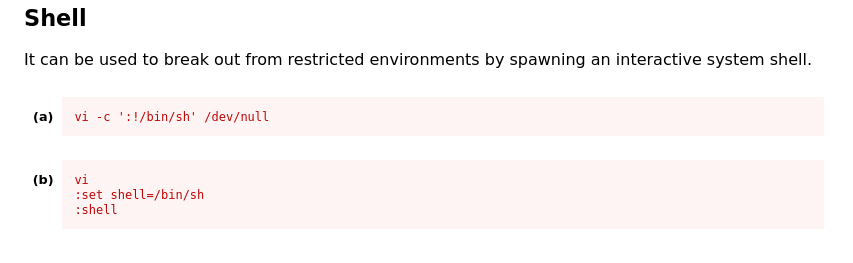 Shell
It can be used to break out from restricted environments by spawning an interactive system shell.
(a) vi -c ':!/bin/sh' /dev/null
(b) vi
:set shell=/bin/sh
:shell